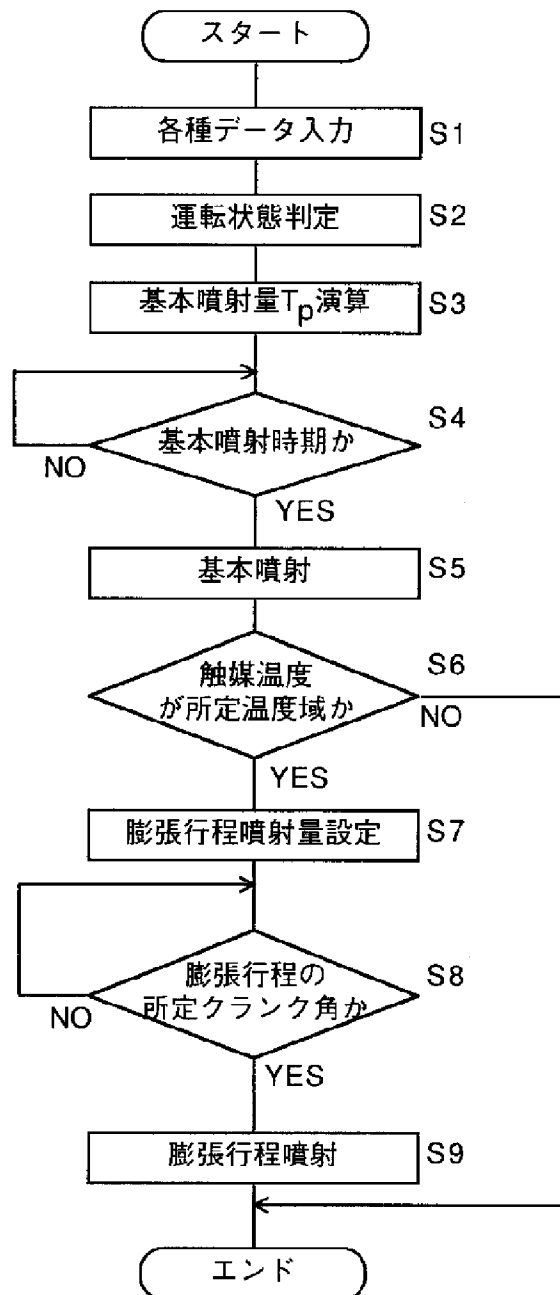 スタート
各種データ入力 S1
運転状態判定 S2
基本噴射量Tp演算 S3
S4
基本噴射時期か
NO
YES
基本噴射 S5
S6
触媒温度
が所定温度域か
NO
YES
膨張行程噴射量設定 S7
S8
膨張行程の
所定クランク角か
NO
YES
膨張行程噴射 S9
エンド